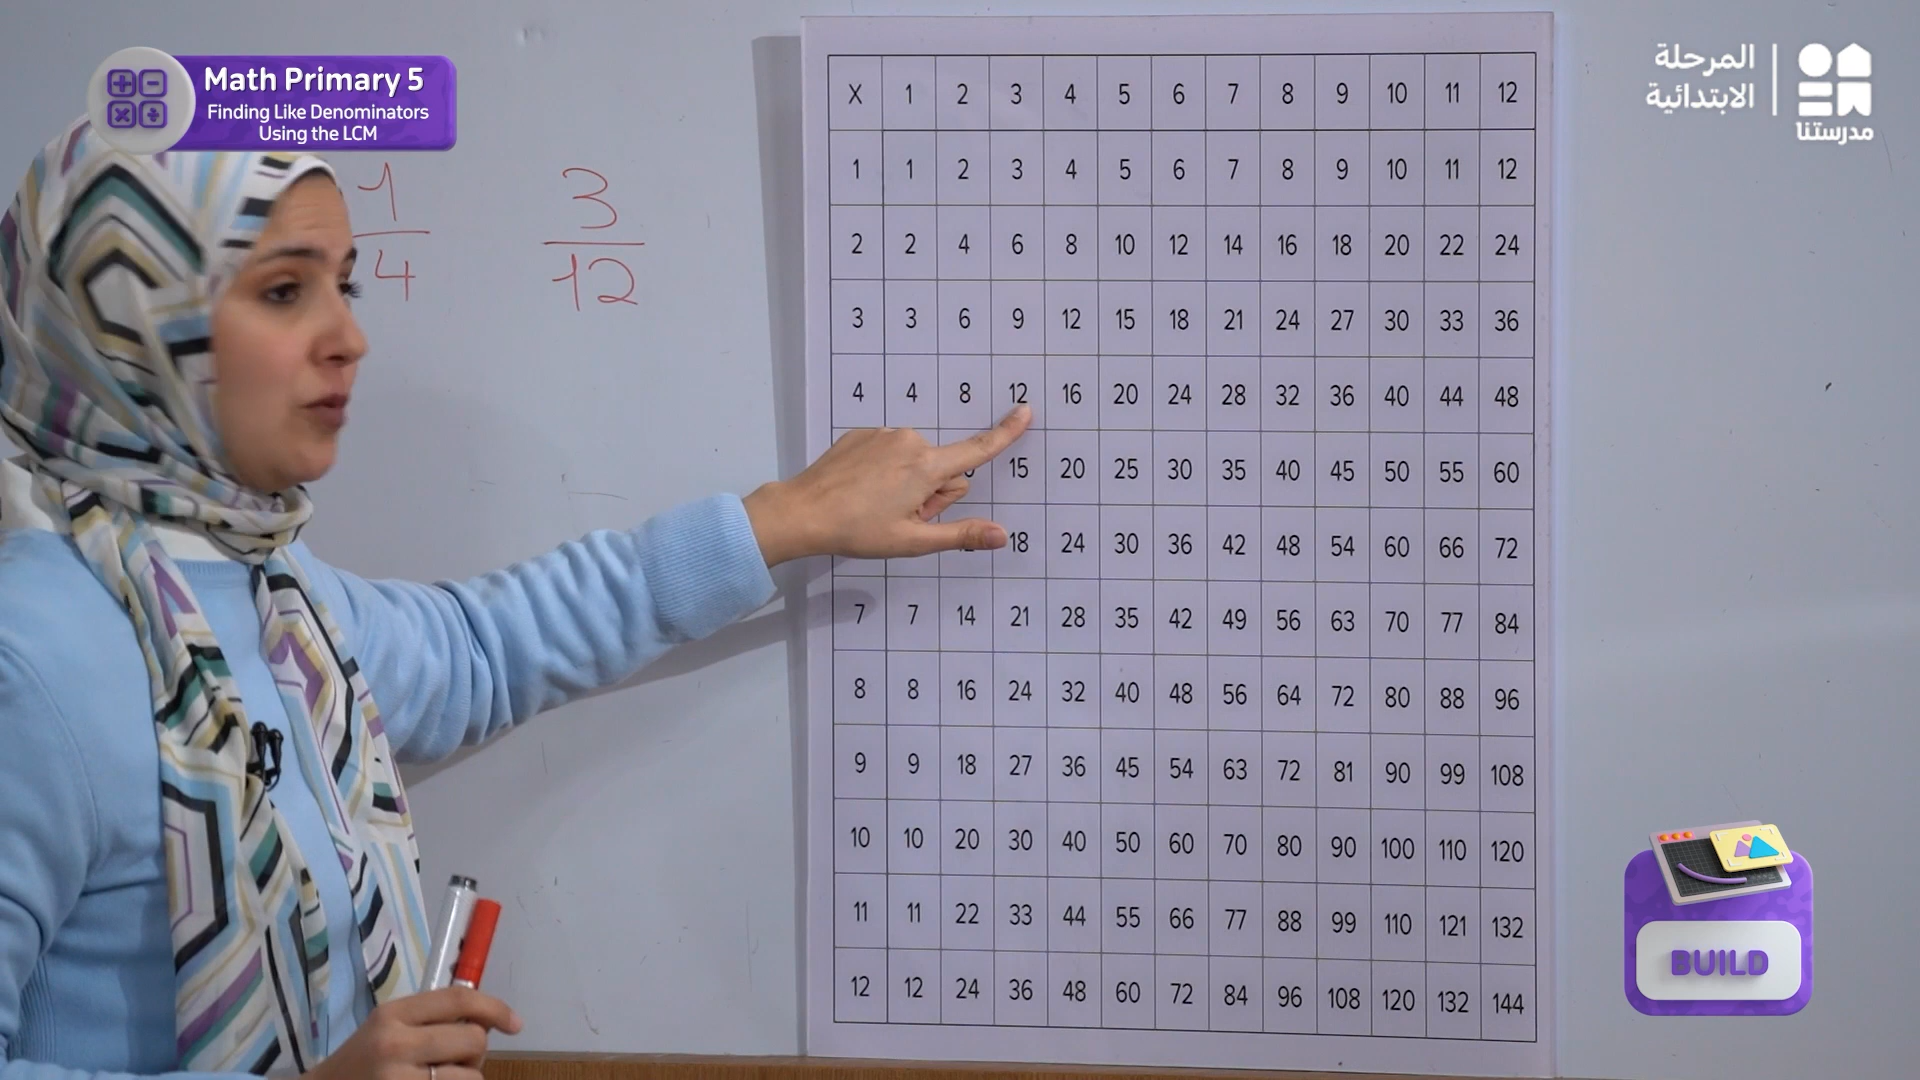 Math Primary 5
Finding Like Denominators
Using the LCM
المرحلة
الابتدائية
مدرستنا
1 3
4 12
X 1 2 3 4 5 6 7 8 9 10 11 12
1 1 2 3 4 5 6 7 8 9 10 11 12
2 2 4 6 8 10 12 14 16 18 20 22 24
3 3 6 9 12 15 18 21 24 27 30 33 36
4 4 8 12 16 20 24 28 32 36 40 44 48
15 20 25 30 35 40 45 50 55 60
18 24 30 36 42 48 54 60 66 72
7 7 14 21 28 35 42 49 56 63 70 77 84
8 8 16 24 32 40 48 56 64 72 80 88 96
9 9 18 27 36 45 54 63 72 81 90 99 108
10 10 20 30 40 50 60 70 80 90 100 110 120
11 11 22 33 44 55 66 77 88 99 110 121 132
12 12 24 36 48 60 72 84 96 108 120 132 144
BUILD